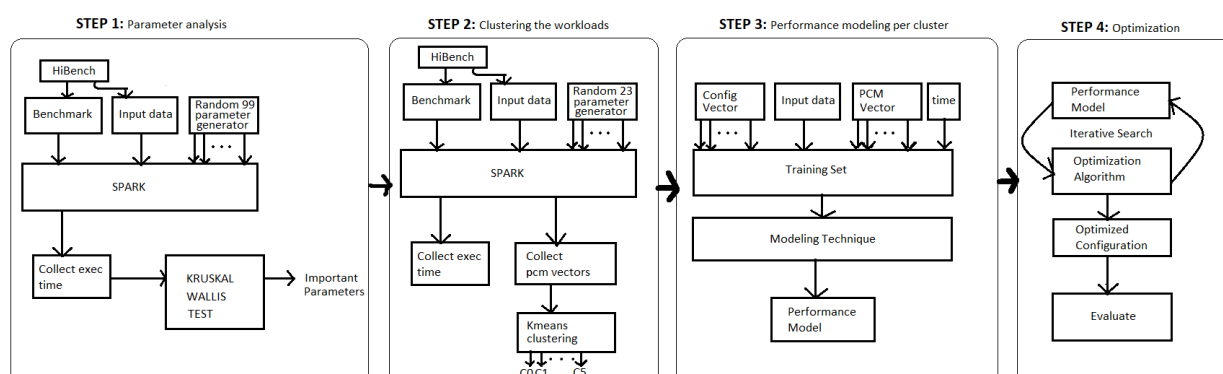 STEP 1: Parameter analysis
HiBench
Benchmark
Input data
Random 99
parameter
generator
SPARK
Collect exec
time
KRUSKAL
WALLIS
TEST
Important
Parameters
STEP 2: Clustering the workloads
HiBench
Benchmark
Input data
Random 23
parameter
generator
SPARK
Collect exec
time
Collect
pcm vectors
Kmeans
clustering
C0 C1 C5
STEP 3: Performance modeling per cluster
Config
Vector
Input data
PCM
Vector
time
Training Set
Modeling Technique
Performance
Model
STEP 4: Optimization
Performance
Model
Iterative Search
Optimization
Algorithm
Optimized
Configuration
Evaluate